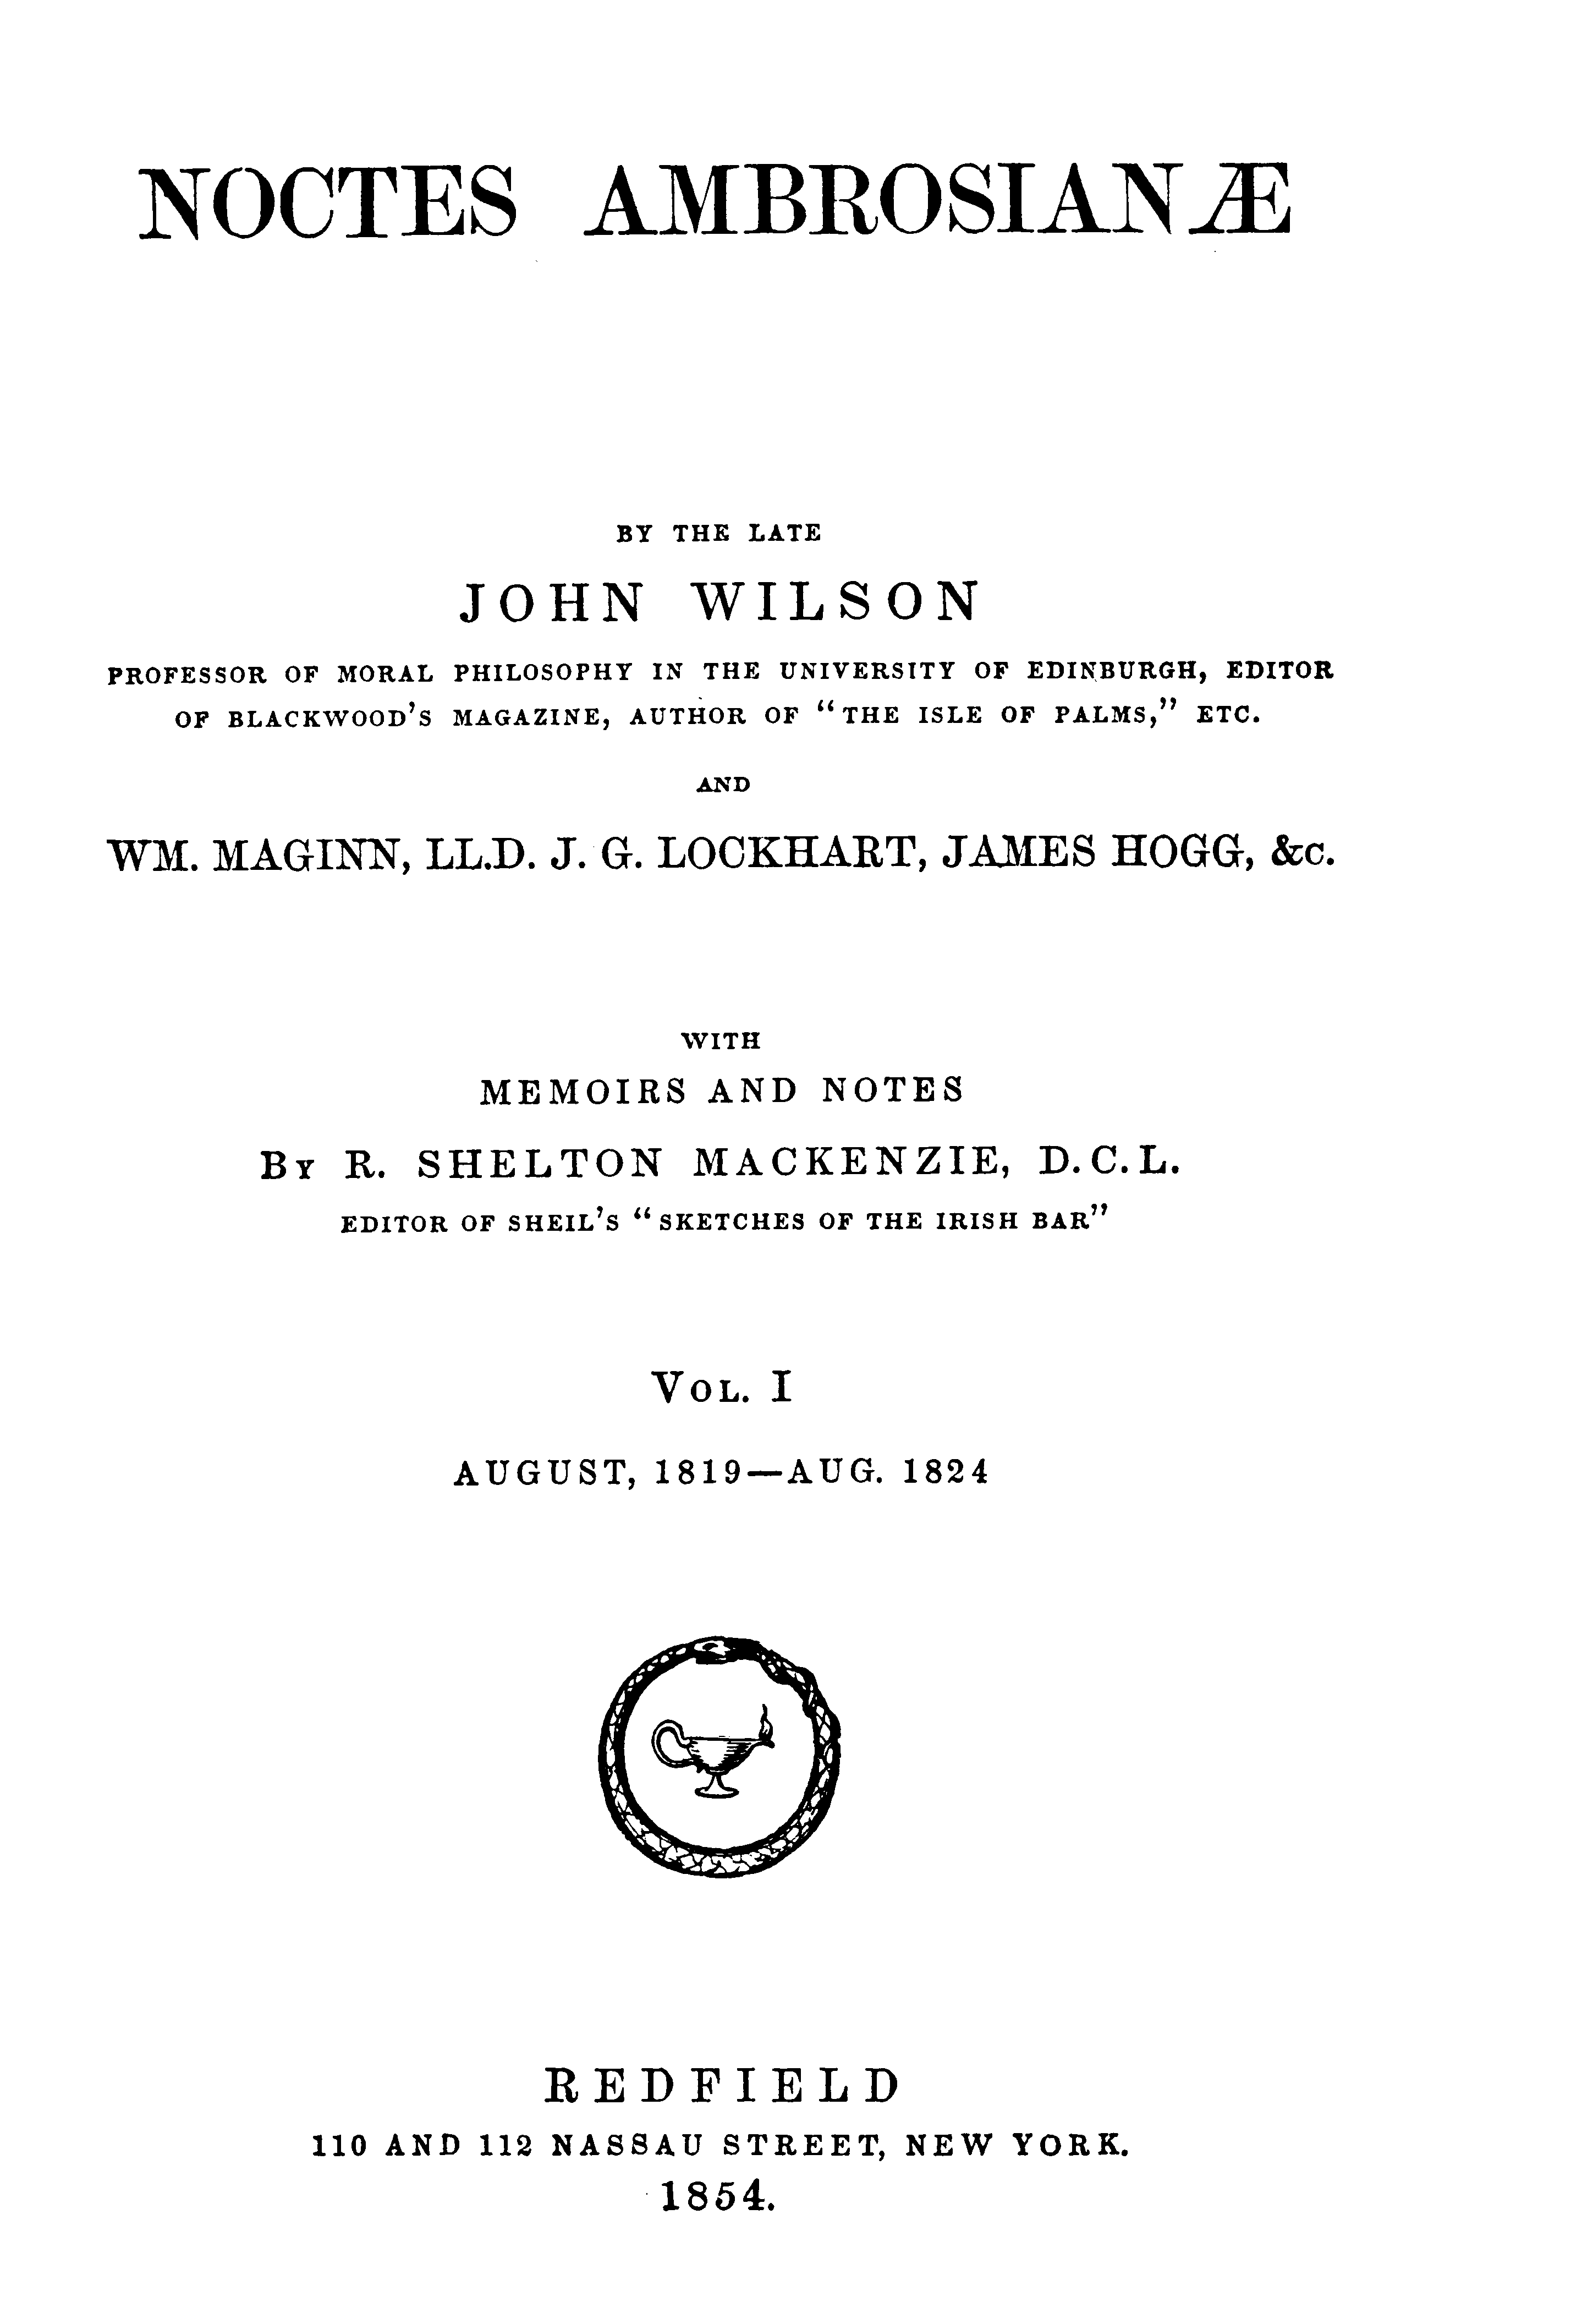 NOCTES AMBROSIANÆ
BY THE LATE
JOHN WILSON
PROFESSOR OF MORAL PHILOSOPHY IN THE UNIVERSITY OF EDINBURGH, EDITOR
OF BLACKWOOD'S MAGAZINE, AUTHOR OF "THE ISLE OF PALMS," ETC.
AND
WM. MAGINN, LL.D. J. G. LOCKHART, JAMES HOGG, &c.
WITH
MEMOIRS AND NOTES
BY R. SHELTON MACKENZIE, D.C.L.
EDITOR OF SHEIL'S "SKETCHES OF THE IRISH BAR"
VOL. I
AUGUST, 1819—AUG. 1824
REDFIELD
110 AND 112 NASSAU STREET, NEW YORK.
1854.